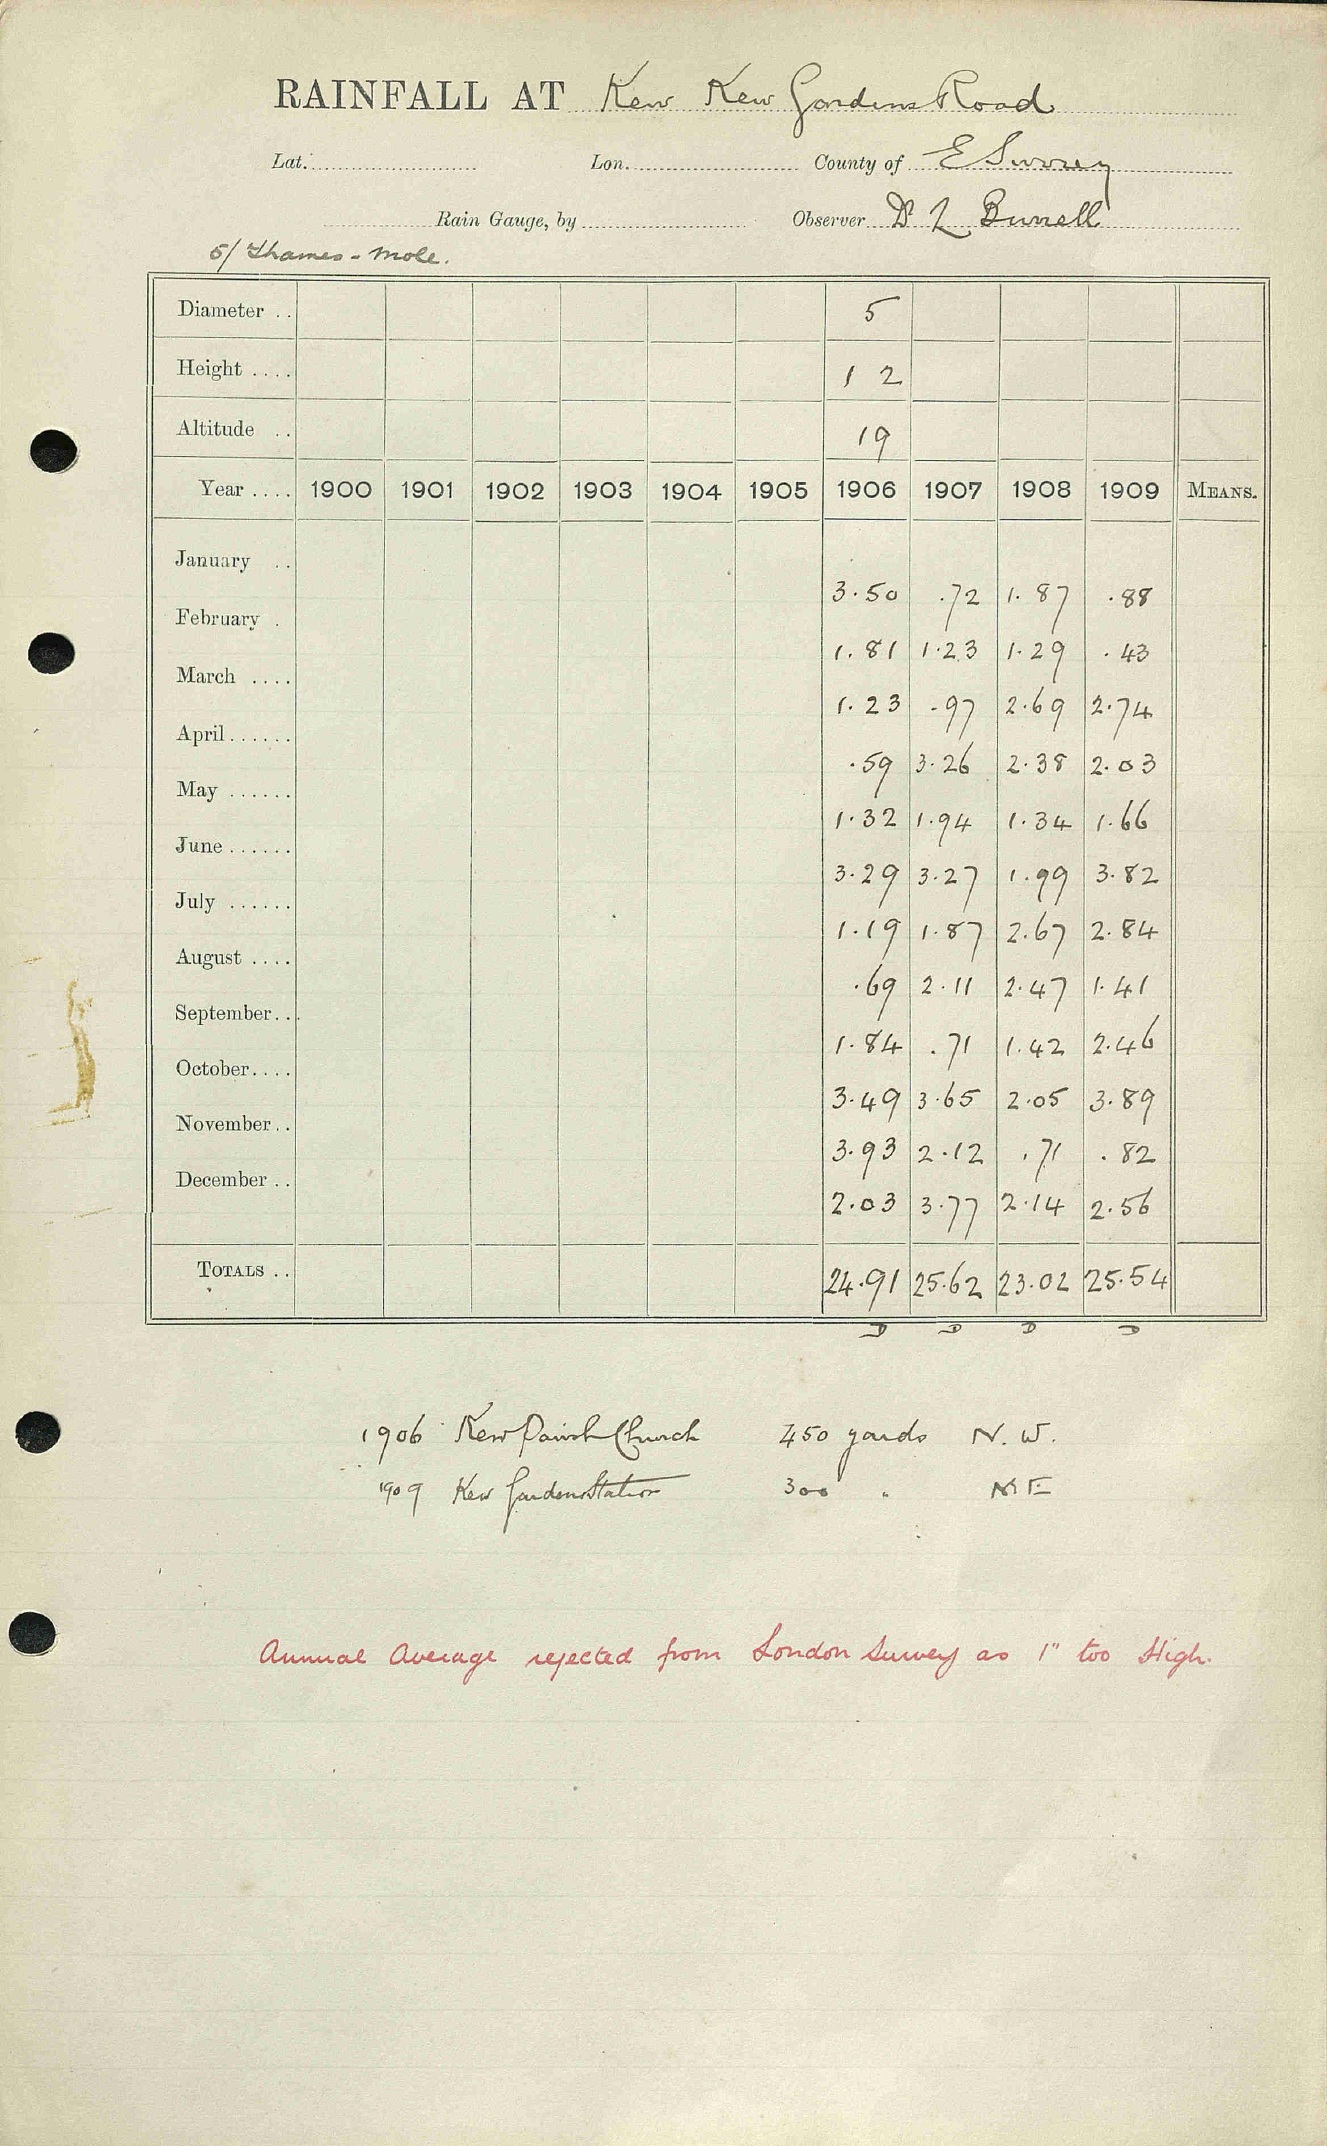 RAINFALL AT Kew Kew Gardens Road
Lat. Lon. County of E Surrey
Rain Gauge, by Observer Dr L Burrell
5/ Thames - Mole.
Diameter .. 5
Height .... 1 2
Altitude .. 19
Year .... 1900 1901 1902 1903 1904 1905 1906 1907 1908 1909 MEANS.
January .. 3.50 .72 1.87 .88
February . 1.81 1.23 1.29 .43
March .... 1.23 .97 2.69 2.74
April ...... .59 3.26 2.38 2.03
May ...... 1.32 1.94 1.34 1.66
June ...... 3.29 3.27 1.99 3.82
July ...... 1.19 1.87 2.67 2.84
August .... .69 2.11 2.47 1.41
September .. 1.84 .71 1.42 2.46
October .... 3.49 3.65 2.05 3.89
November .. 3.93 2.12 .71 .82
December .. 2.03 3.77 2.14 2.56
TOTALS .. 24.91 25.62 23.02 25.54
D D D D
1906 Kew Parish Church 450 yards N.W.
1909 Kew Gardens Station 300 " NE
Annual Average rejected from London Survey as 1" too High.